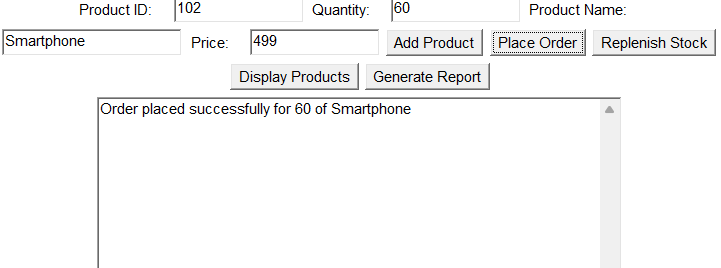 Product ID: 102 Quantity: 60 Product Name:
Smartphone Price: 499 Add Product Place Order Replenish Stock
Display Products Generate Report
Order placed successfully for 60 of Smartphone